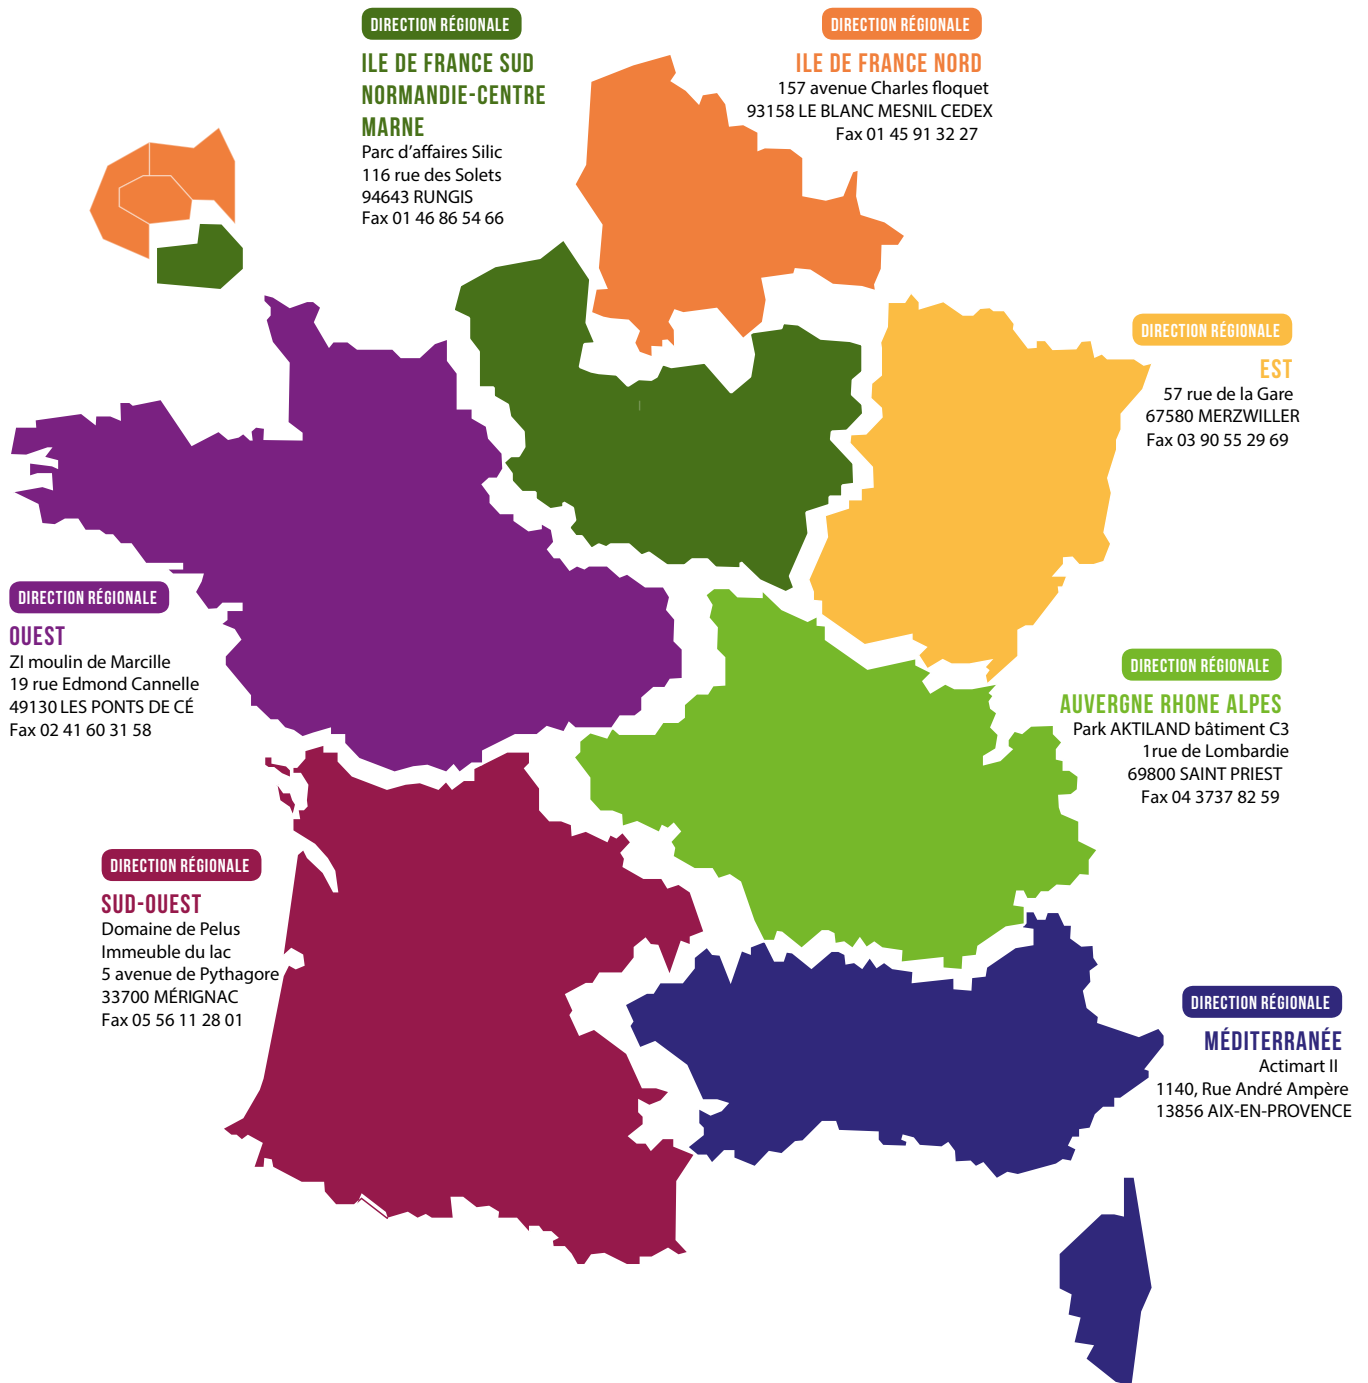 DIRECTION RÉGIONALE
ILE DE FRANCE SUD
NORMANDIE-CENTRE
MARNE
Parc d'affaires Silic
116 rue des Solets
94643 RUNGIS
Fax 01 46 86 54 66
DIRECTION RÉGIONALE
ILE DE FRANCE NORD
157 avenue Charles floquet
93158 LE BLANC MESNIL CEDEX
Fax 01 45 91 32 27
DIRECTION RÉGIONALE
EST
57 rue de la Gare
67580 MERZWILLER
Fax 03 90 55 29 69
DIRECTION RÉGIONALE
OUEST
ZI moulin de Marcille
19 rue Edmond Cannelle
49130 LES PONTS DE CÉ
Fax 02 41 60 31 58
DIRECTION RÉGIONALE
AUVERGNE RHONE ALPES
Park AKTILAND bâtiment C3
1rue de Lombardie
69800 SAINT PRIEST
Fax 04 3737 82 59
DIRECTION RÉGIONALE
SUD-OUEST
Domaine de Pelus
Immeuble du lac
5 avenue de Pythagore
33700 MÉRIGNAC
Fax 05 56 11 28 01
DIRECTION RÉGIONALE
MÉDITERRANÉE
Actimart II
1140, Rue André Ampère
13856 AIX-EN-PROVENCE